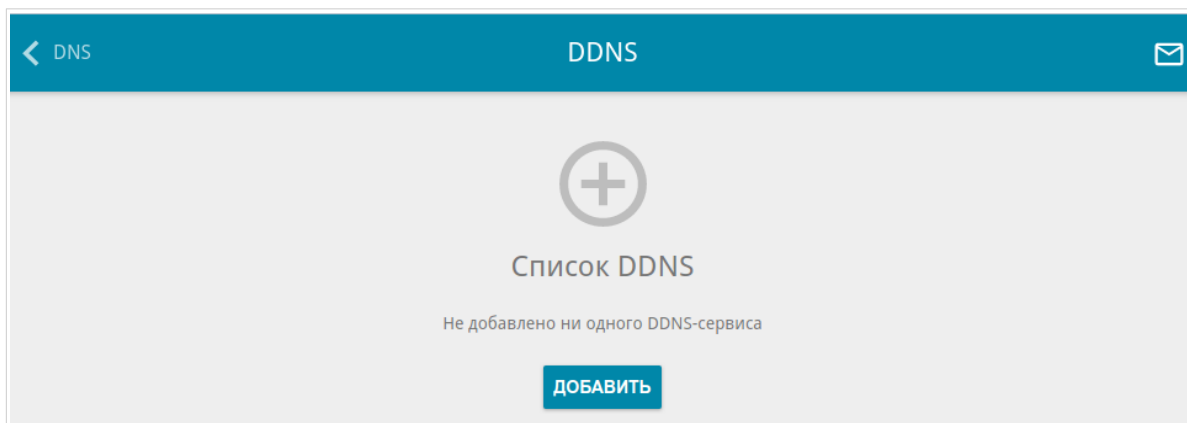 DNS
DDNS
Список DDNS
Не добавлено ни одного DDNS-сервиса
ДОБАВИТЬ